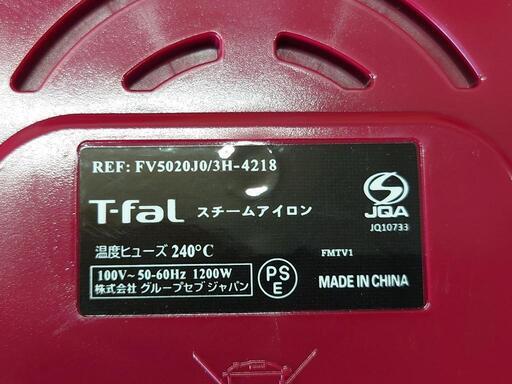 REF: FV5020J0/3H-4218
T-faL スチームアイロン
JQA
JQ10733
温度ヒューズ 240°C
FMTV1
100V~50-60Hz 1200W
株式会社 グループセブ ジャパン
PS
E
MADE IN CHINA